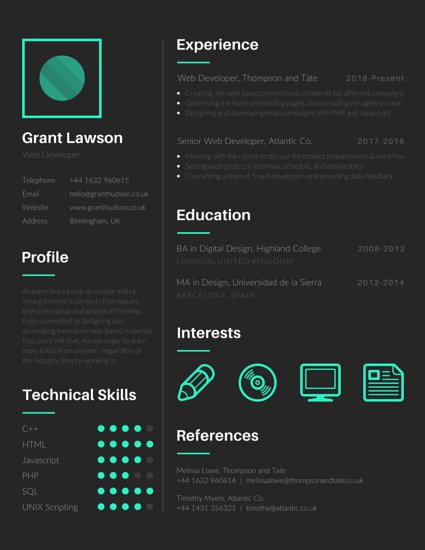 Grant Lawson
Web Developer
Telephone +44 1632 960615
Email hello@granthudson.co.uk
Website www.granthudson.co.uk
Address Birmingham, UK
Profile
An experienced web developer with a
strong interest in projects that require
both conceptual and analytical thinking.
Fully-committed to designing and
developing innovative web-based materials
that users will love. Always eager to learn
more tricks from anyone - regardless of
the industry they're working in.
Technical Skills
C++
HTML
Javascript
PHP
SQL
UNIX Scripting
Experience
Web Developer, Thompson and Tate 2018-Present
Creating the web-based promotional collaterals for different campaigns
Optimising the home and landing pages, also including the agency's own
Designing and developing email campaigns with PHP and Javascript
Senior Web Developer, Atlantic Co. 2017-2018
Meeting with the clients to discuss the project requirements & workflow
Setting each project's workflow, schedule, and deliverables
Overseeing a team of 5 web developers and providing daily feedback
Education
BA in Digital Design, Highland College 2008-2012
LONDON, UNITED KINGDOM
MA in Design, Universidad de la Sierra 2012-2014
BARCELONA, SPAIN
Interests
References
Melissa Lowe, Thompson and Tate
+44 1632 960614 | melissalowe@thompsonandtate.co.uk
Timothy Myers, Atlantic Co.
+44 1431 356321 | timothy@atlantic.co.uk